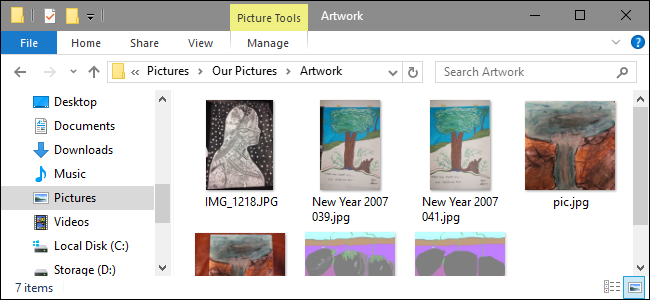 Picture Tools
Artwork
File
Home
Share
View
Manage
Pictures
Our Pictures
Artwork
Search Artwork
Desktop
Documents
Downloads
Music
Pictures
Videos
Local Disk (C:)
Storage (D:)
IMG_1218.JPG
New Year 2007
039.jpg
New Year 2007
041.jpg
pic.jpg
7 items